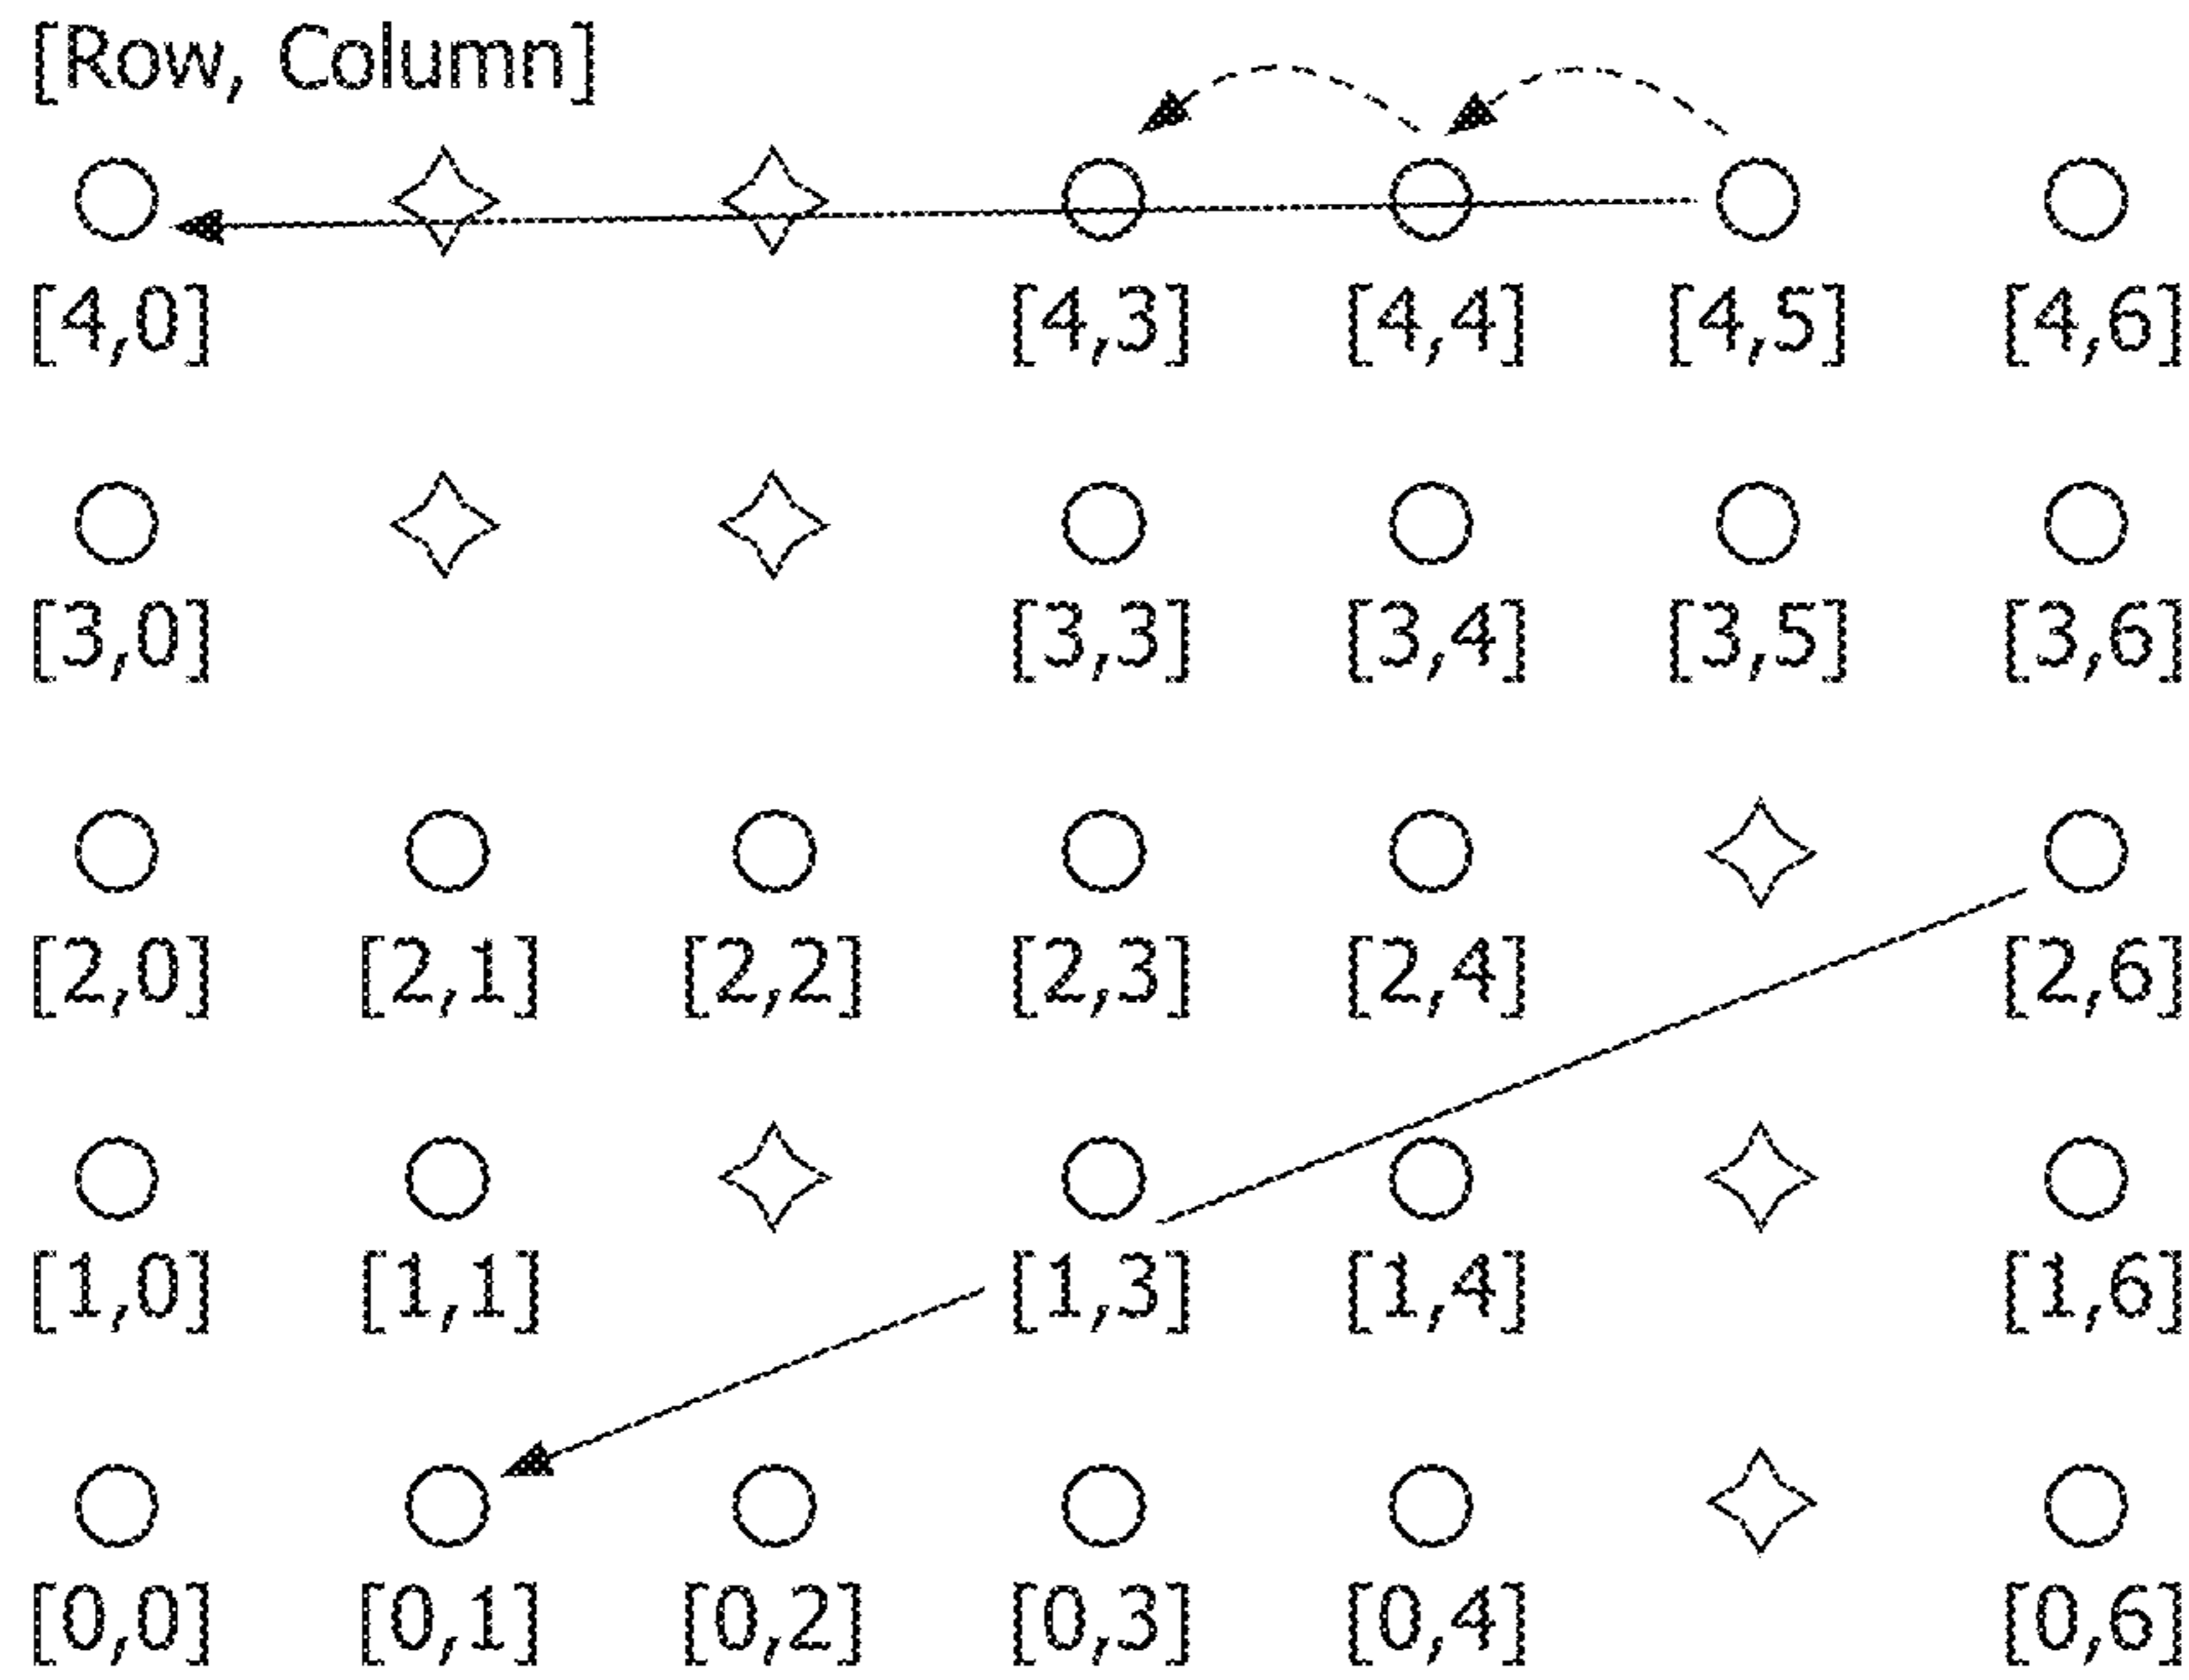 [Row, Column]
[4,0] [4,3] [4,4] [4,5] [4,6]
[3,0] [3,3] [3,4] [3,5] [3,6]
[2,0] [2,1] [2,2] [2,3] [2,4] [2,6]
[1,0] [1,1] [1,3] [1,4] [1,6]
[0,0] [0,1] [0,2] [0,3] [0,4] [0,6]